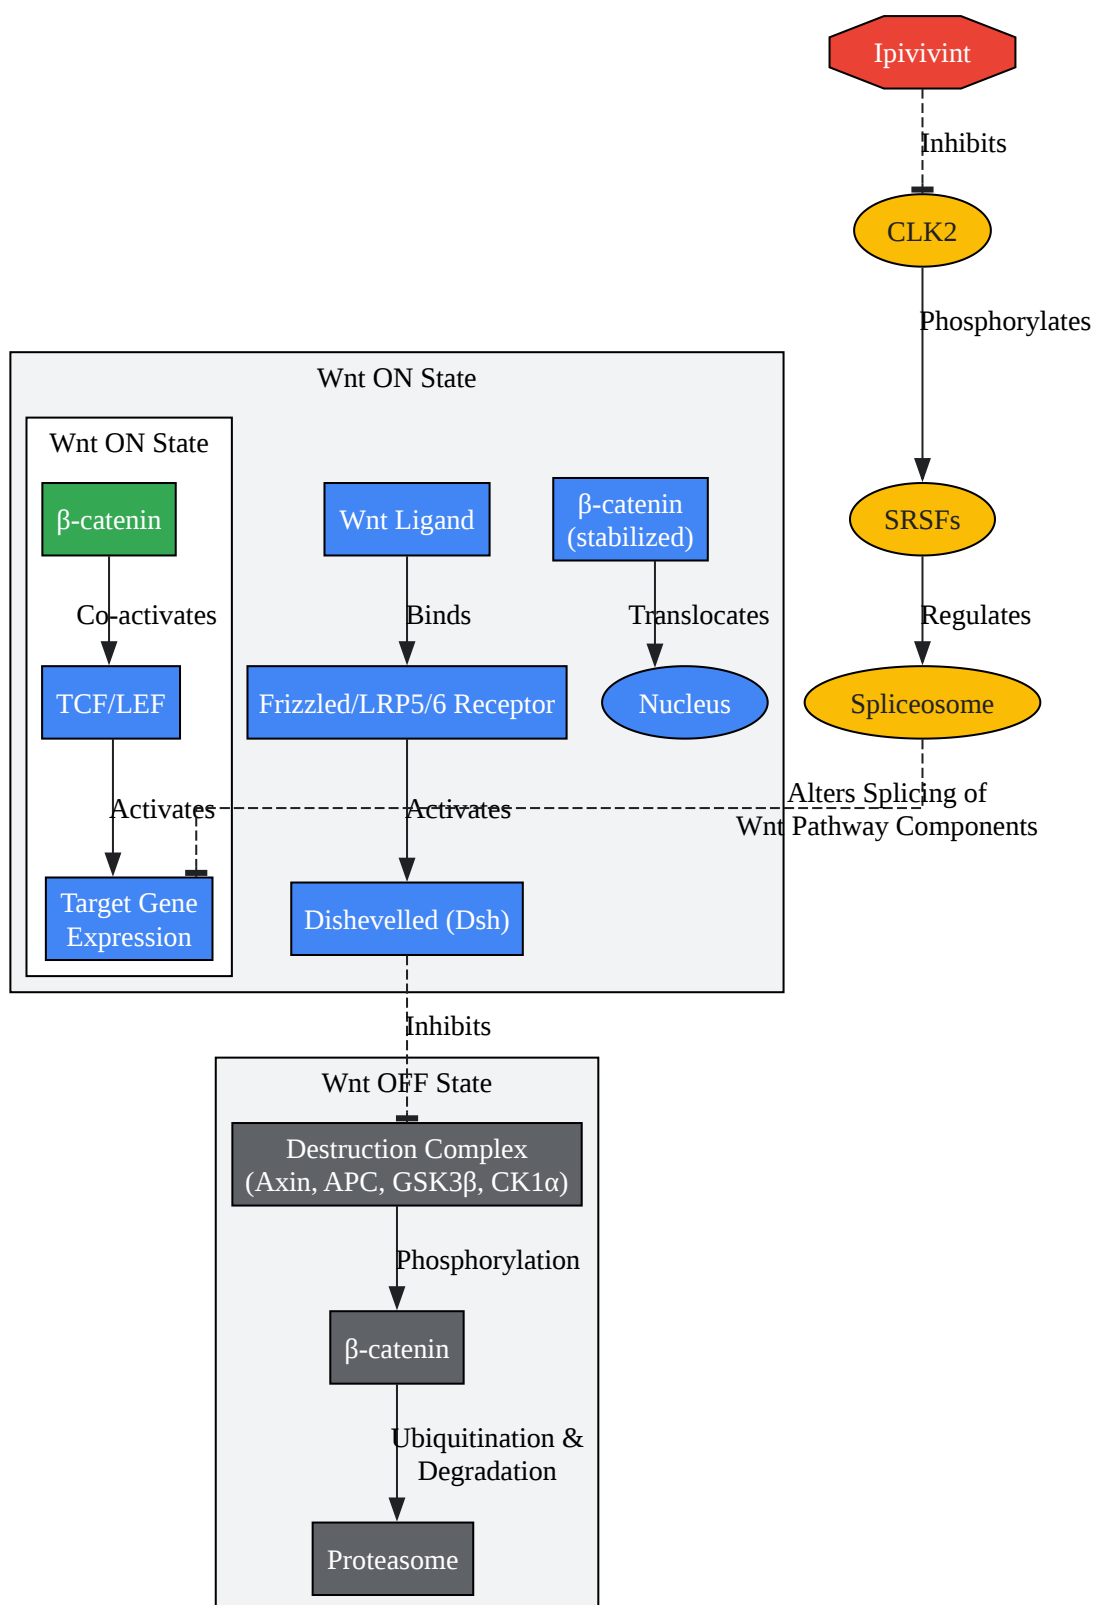 Ipivivint
Inhibits
CLK2
Phosphorylates
Wnt ON State
Wnt ON State
β-catenin
Wnt Ligand
β-catenin
(stabilized)
SRSFs
Co-activates
Binds
Translocates
Regulates
TCF/LEF
Frizzled/LRP5/6 Receptor
Nucleus
Spliceosome
Activates
Activates
Alters Splicing of
Wnt Pathway Components
Target Gene
Expression
Dishevelled (Dsh)
Inhibits
Wnt OFF State
Destruction Complex
(Axin, APC, GSK3β, CK1α)
Phosphorylation
β-catenin
Ubiquitination &
Degradation
Proteasome